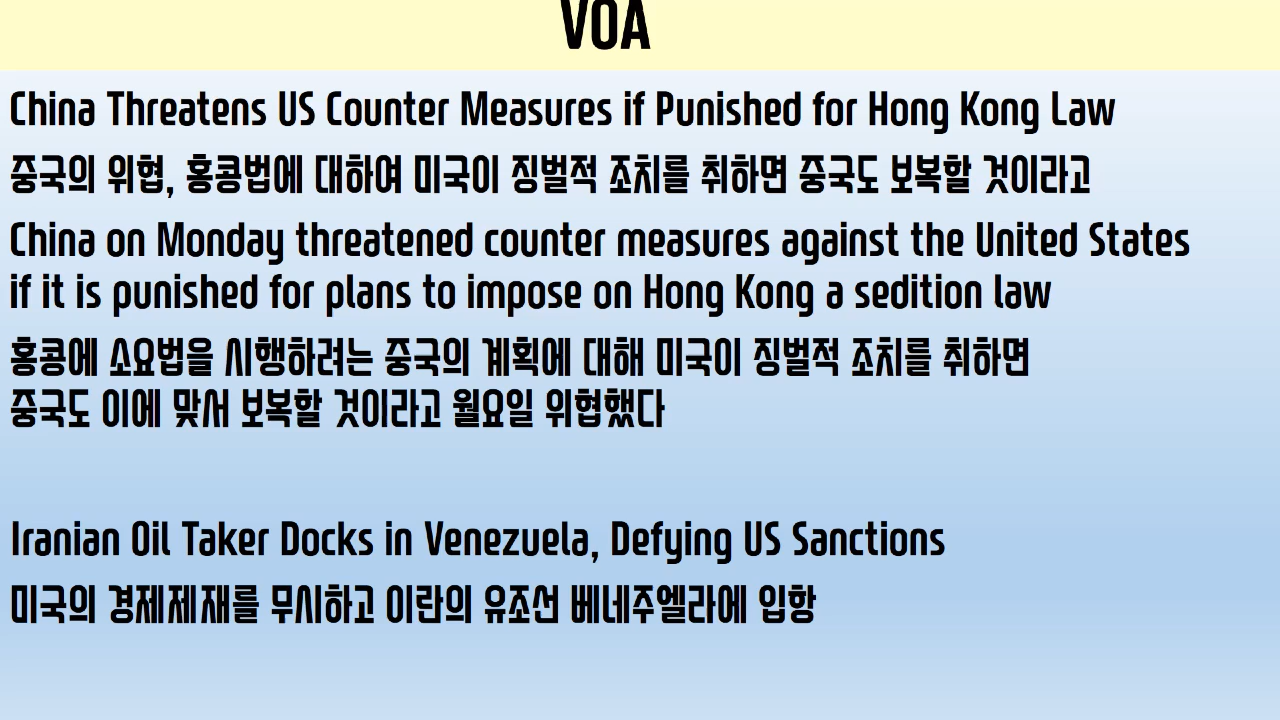 VOA
China Threatens US Counter Measures if Punished for Hong Kong Law
중국의 위협, 홍콩법에 대하여 미국이 징벌적 조치를 취하면 중국도 보복할 것이라고
China on Monday threatened counter measures against the United States
if it is punished for plans to impose on Hong Kong a sedition law
홍콩에 소요법을 시행하려는 중국의 계획에 대해 미국이 징벌적 조치를 취하면
중국도 이에 맞서 보복할 것이라고 월요일 위협했다
Iranian Oil Taker Docks in Venezuela, Defying US Sanctions
미국의 경제제재를 무시하고 이란의 유조선 베네주엘라에 입항